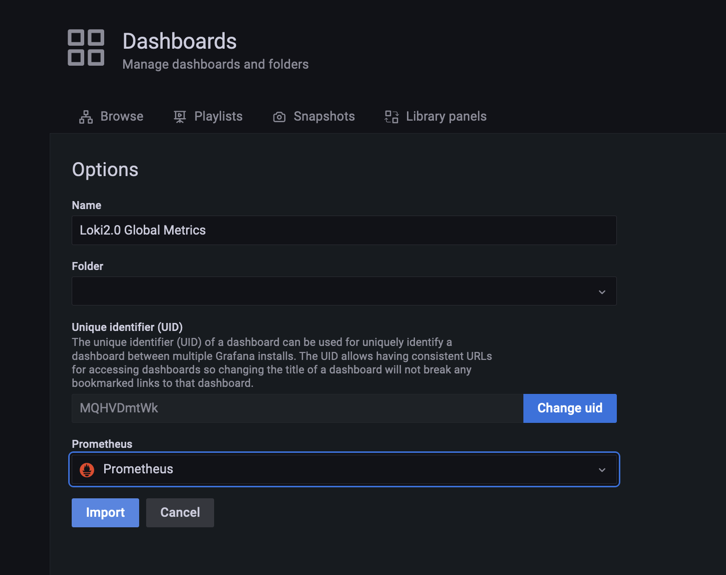 Dashboards
Manage dashboards and folders
Browse
Playlists
Snapshots
Library panels
Options
Name
Loki2.0 Global Metrics
Folder
Unique identifier (UID)
The unique identifier (UID) of a dashboard can be used for uniquely identify a
dashboard between multiple Grafana installs. The UID allows having consistent URLs
for accessing dashboards so changing the title of a dashboard will not break any
bookmarked links to that dashboard.
MQHVDmtWk
Change uid
Prometheus
Prometheus
Import
Cancel